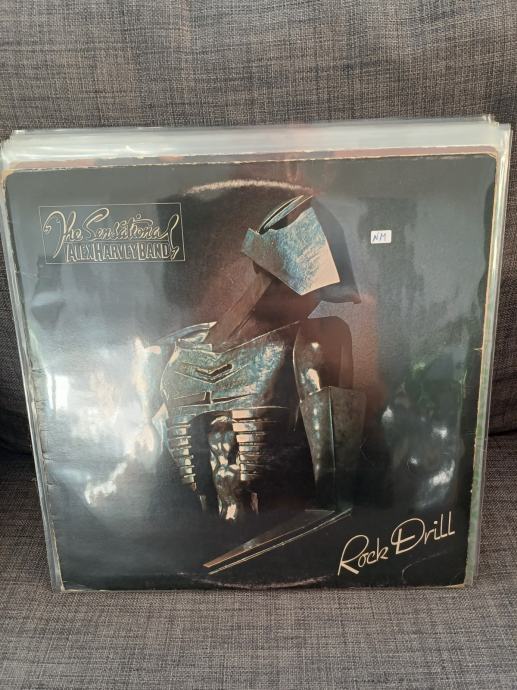 The Sensational
ALEX HARVEY BAND
NM
Rock Drill